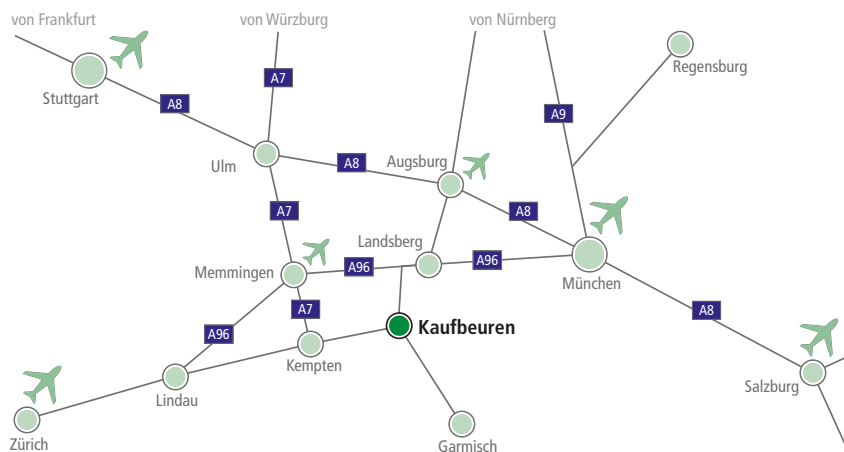 von Frankfurt
von Würzburg
von Nürnberg
Regensburg
A7
Stuttgart
A8
A9
Ulm
A8
Augsburg
A7
A8
Landsberg
Memmingen
A96
A96
München
A7
A8
A96
Kaufbeuren
Kempten
Salzburg
Lindau
Zürich
Garmisch